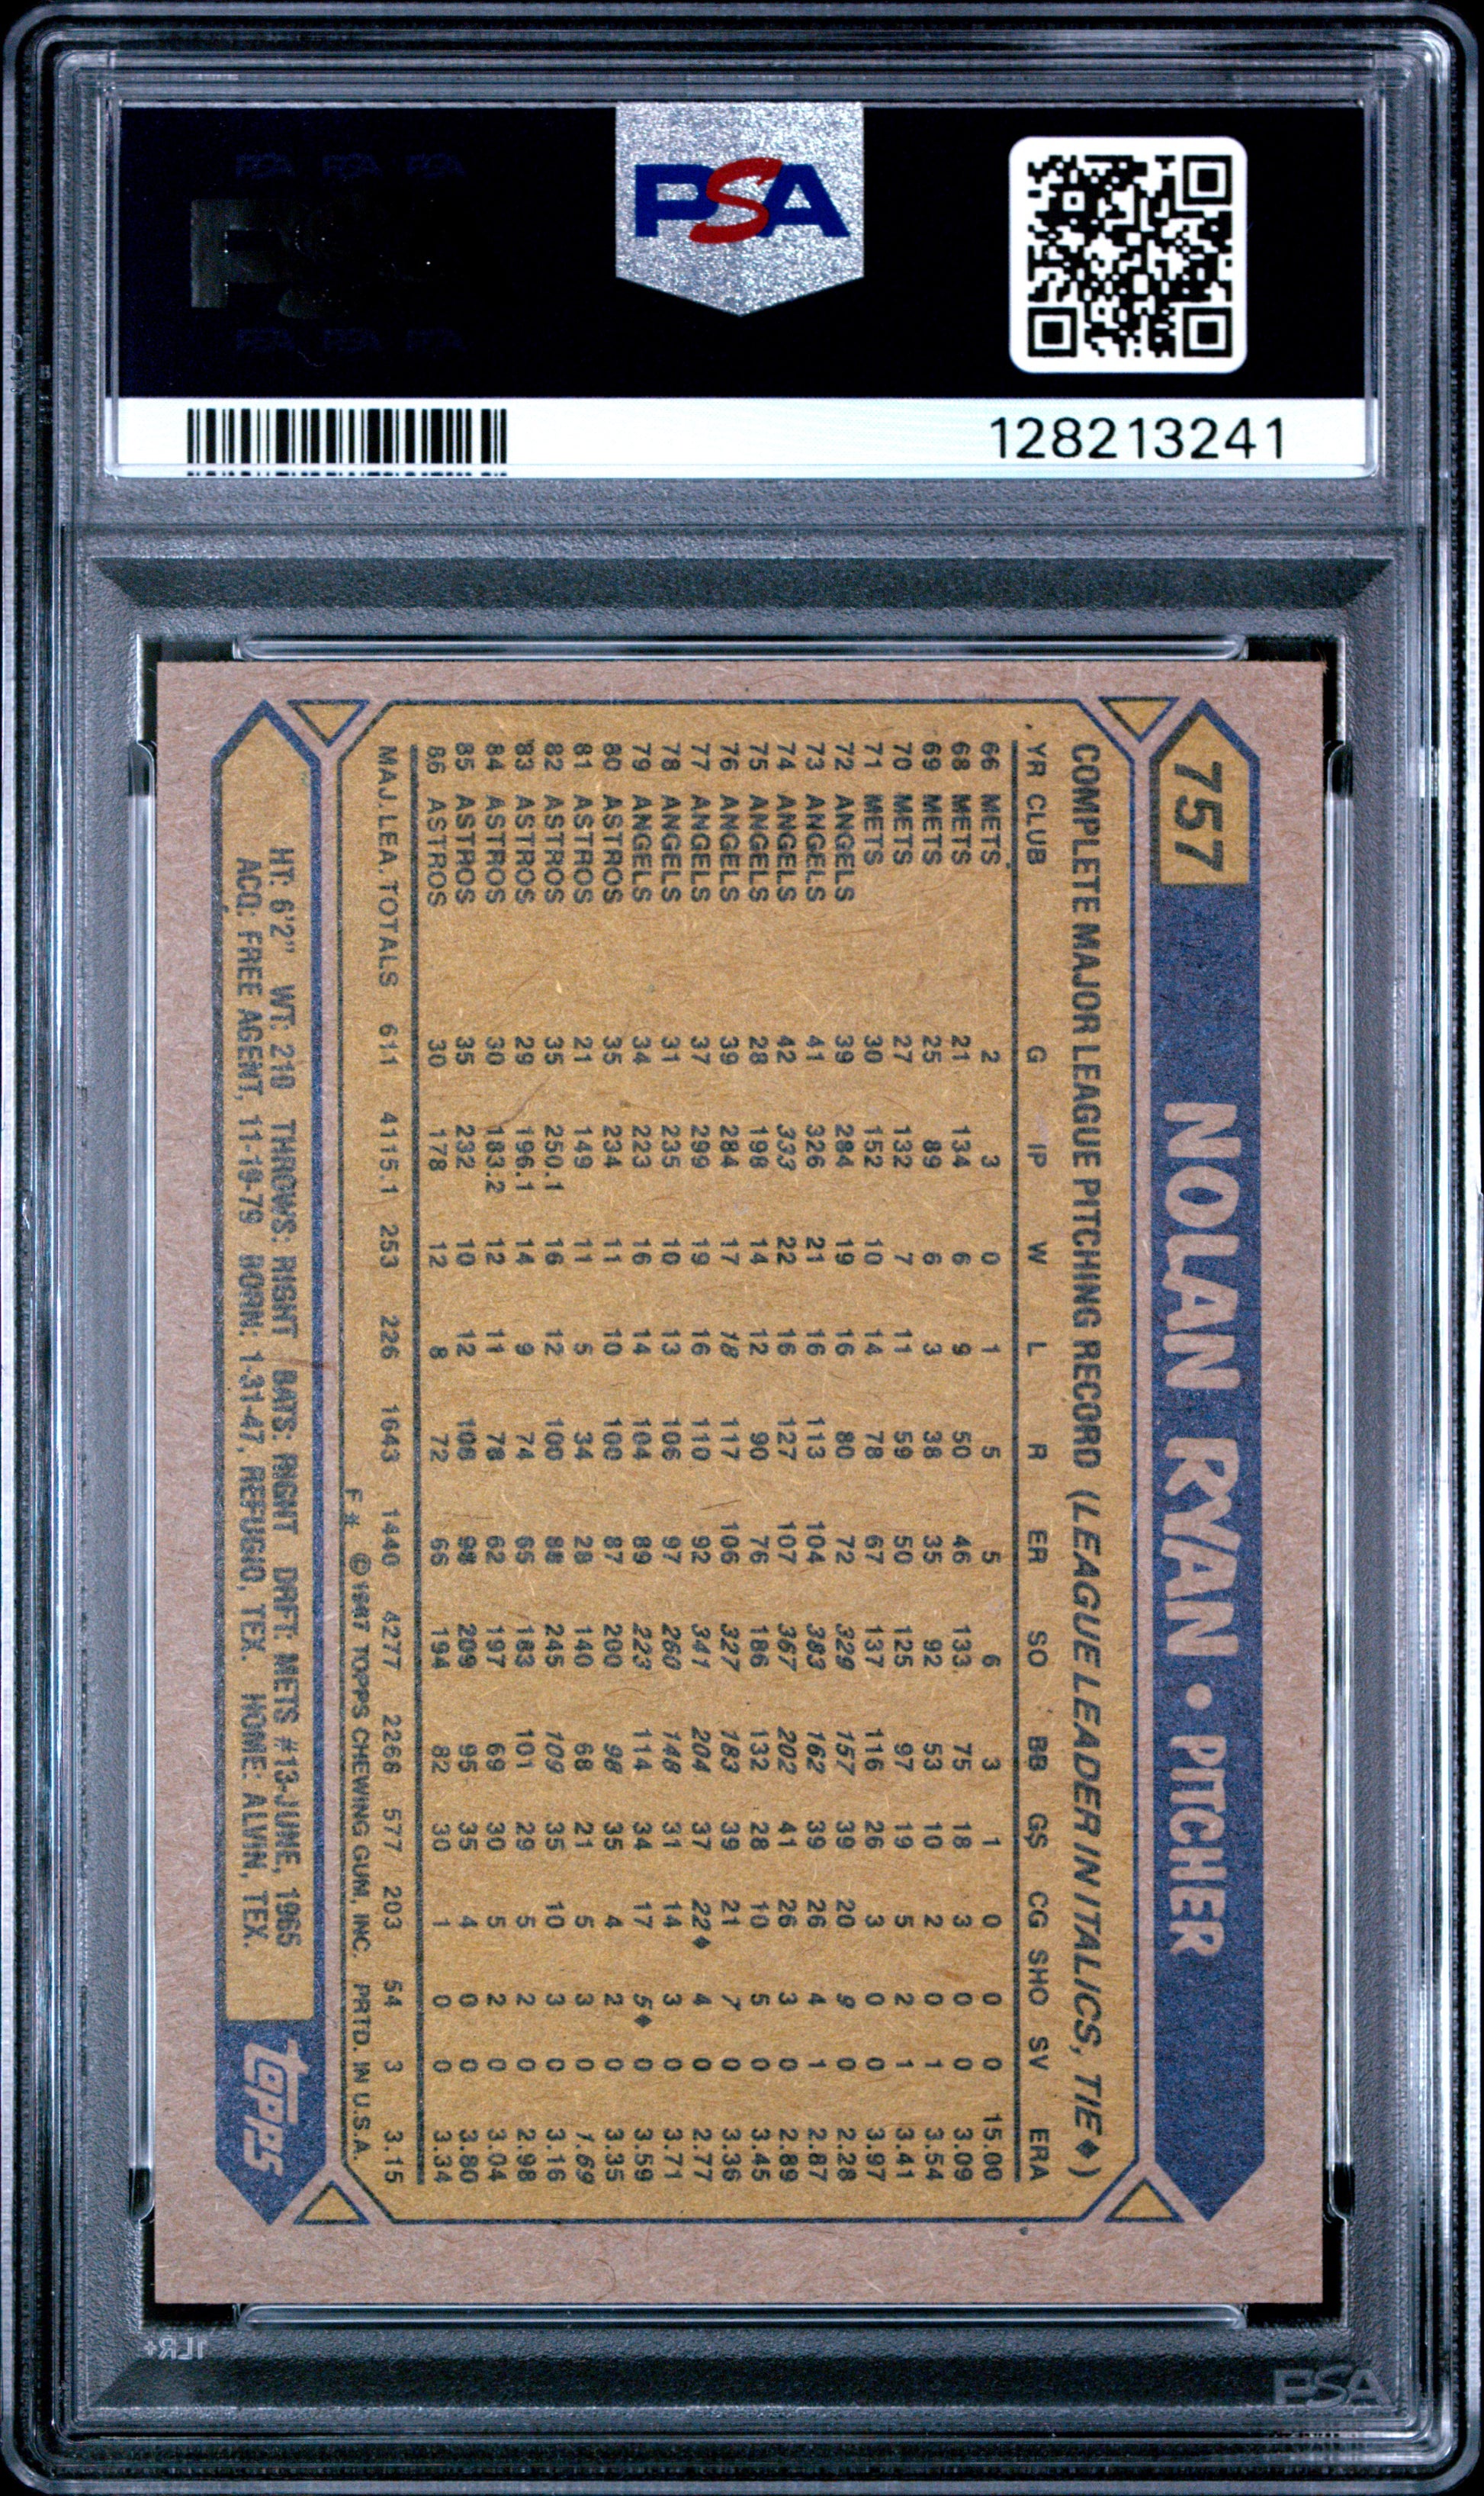 PSA
128213241
757 NOLAN RYAN • PITCHER
COMPLETE MAJOR LEAGUE PITCHING RECORD (LEAGUE LEADER IN ITALICS, TIE♦)
YR CLUB G IP W L R ER SO BB GS CG SHO SV ERA
66 METS 2 3 0 1 5 5 6 3 1 0 0 0 15.00
68 METS 21 134 6 9 50 46 133 75 18 3 0 0 3.09
69 METS 25 89 6 3 38 35 92 53 10 2 0 1 3.54
70 METS 27 132 7 11 59 50 125 97 19 5 2 1 3.41
71 METS 30 152 10 14 78 67 137 116 26 3 0 0 3.97
72 ANGELS 39 284 19 16 80 72 329 157 39 20 9 0 2.28
73 ANGELS 41 326 21 16 113 104 383 162 39 26 4 1 2.87
74 ANGELS 42 333 22 16 127 107 367 202 41 26 3 0 2.89
75 ANGELS 28 198 14 12 90 76 186 132 28 10 5 0 3.45
76 ANGELS 39 284 17 18 117 106 327 183 39 21 7 0 3.36
77 ANGELS 37 299 19 16 110 92 341 204 37 22♦ 4 0 2.77
78 ANGELS 31 235 10 13 106 97 260 148 31 14 3 0 3.71
79 ANGELS 34 223 16 14 104 89 223 114 34 17 5♦ 0 3.59
80 ASTROS 35 234 11 10 100 87 200 98 35 4 2 0 3.35
81 ASTROS 21 149 11 5 34 28 140 68 21 5 3 0 1.69
82 ASTROS 35 250.1 16 12 100 88 245 109 35 10 3 0 3.16
83 ASTROS 29 196.1 14 9 74 65 183 101 29 5 2 0 2.98
84 ASTROS 30 183.2 12 11 78 62 197 69 30 5 2 0 3.04
85 ASTROS 35 232 10 12 108 98 209 95 35 4 0 0 3.80
86 ASTROS 30 178 12 8 72 66 194 82 30 1 0 0 3.34
MAJ. LEA. TOTALS 611 4115.1 253 226 1643 1440 4277 2268 577 203 54 3 3.15
F ** © 1987 TOPPS CHEWING GUM, INC. PRTD. IN U.S.A.
HT: 6'2" WT: 210 THROWS: RIGHT BATS: RIGHT DRFT: METS #13-JUNE, 1965
ACQ: FREE AGENT, 11-19-79 BORN: 1-31-47, REFUGIO, TEX. HOME: ALVIN, TEX.
topps
1LR+
PSA